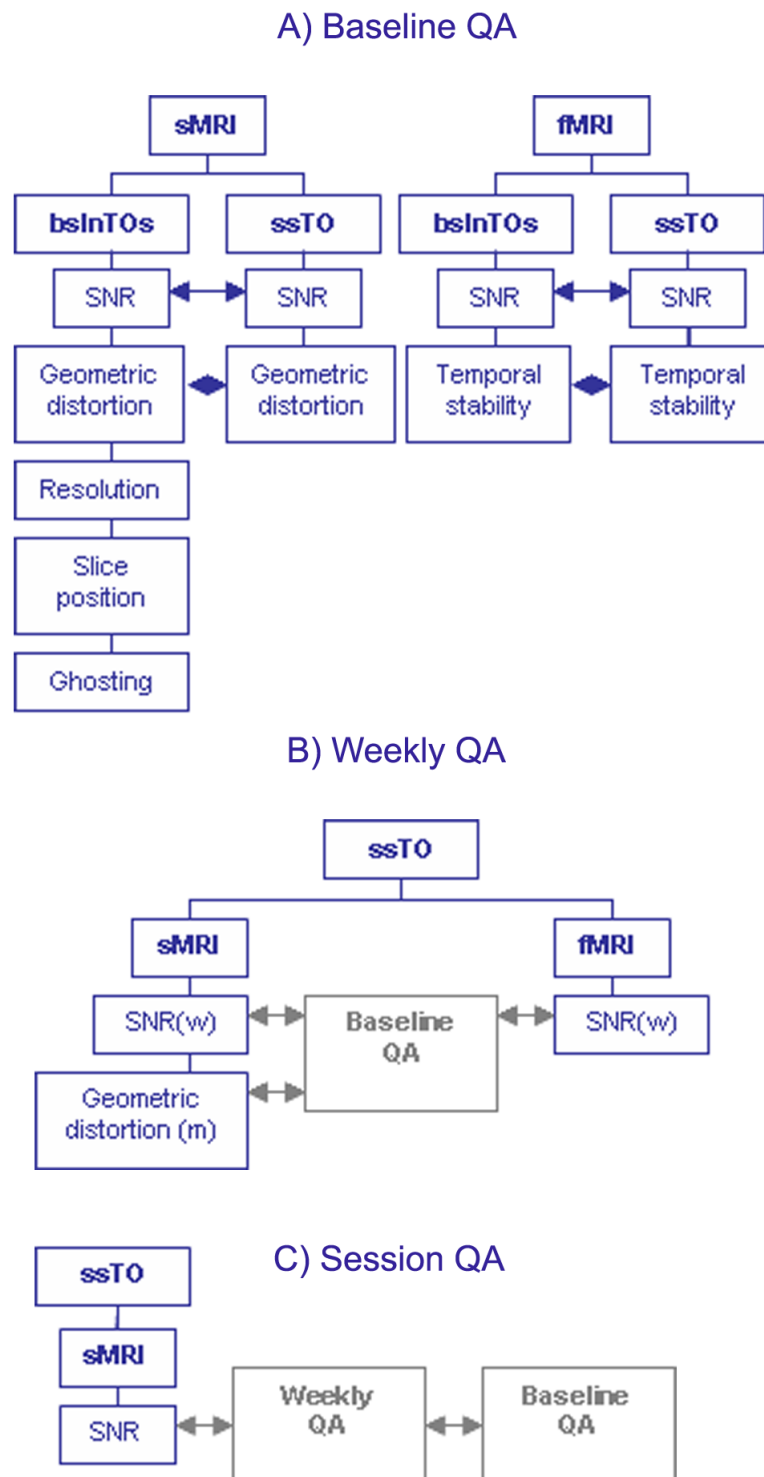 A) Baseline QA
sMRI
fMRI
bslnTOs
ssTO
bslnTOs
ssTO
SNR
SNR
SNR
SNR
Geometric
distortion
Geometric
distortion
Temporal
stability
Temporal
stability
Resolution
Slice
position
Ghosting
B) Weekly QA
ssTO
sMRI
fMRI
SNR(w)
Baseline
QA
SNR(w)
Geometric
distortion (m)
C) Session QA
ssTO
sMRI
SNR
Weekly
QA
Baseline
QA